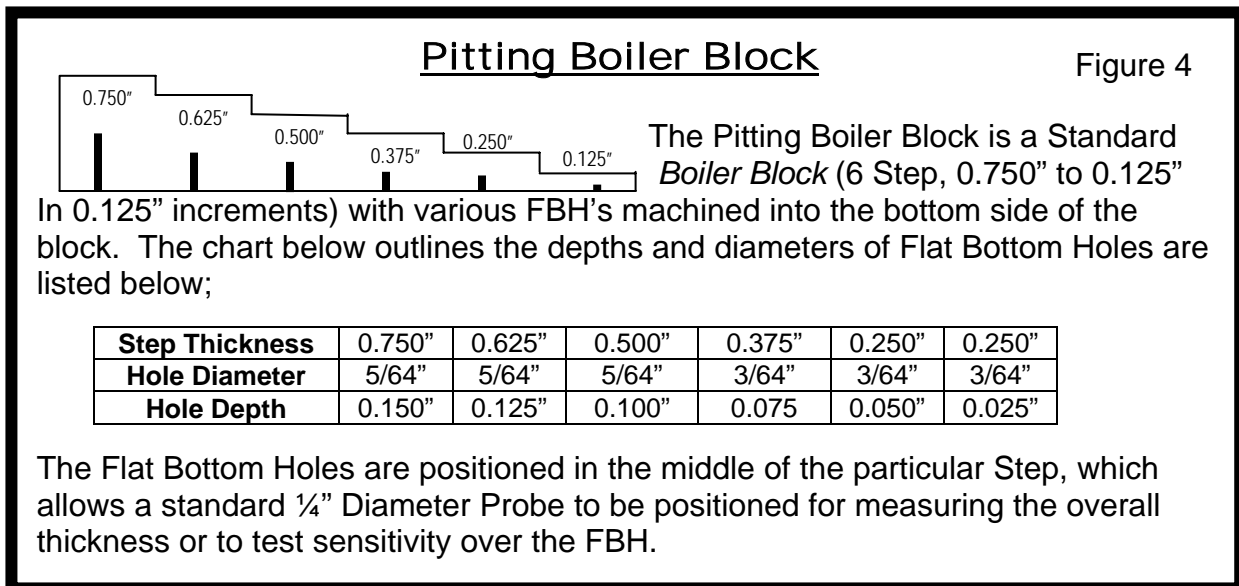 Pitting Boiler Block
Figure 4
0.750"
0.625"
0.500"
0.375"
0.250"
0.125"
The Pitting Boiler Block is a Standard
Boiler Block (6 Step, 0.750” to 0.125”
In 0.125” increments) with various FBH’s machined into the bottom side of the
block. The chart below outlines the depths and diameters of Flat Bottom Holes are
listed below;
Step Thickness 0.750” 0.625” 0.500” 0.375” 0.250” 0.250”
Hole Diameter 5/64” 5/64” 5/64” 3/64” 3/64” 3/64”
Hole Depth 0.150” 0.125” 0.100” 0.075 0.050” 0.025”
The Flat Bottom Holes are positioned in the middle of the particular Step, which
allows a standard ¼” Diameter Probe to be positioned for measuring the overall
thickness or to test sensitivity over the FBH.